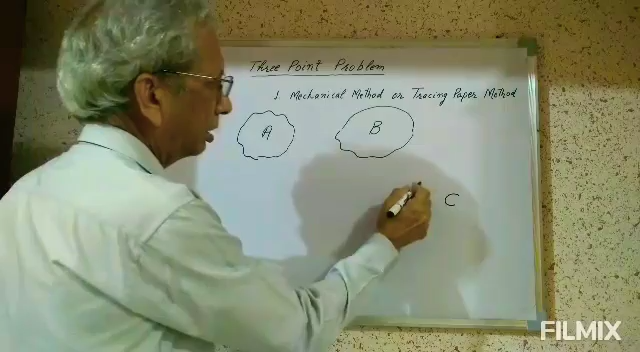 Three Point Problem
1. Mechanical Method or Tracing Paper Method
A B
C
FILMIX